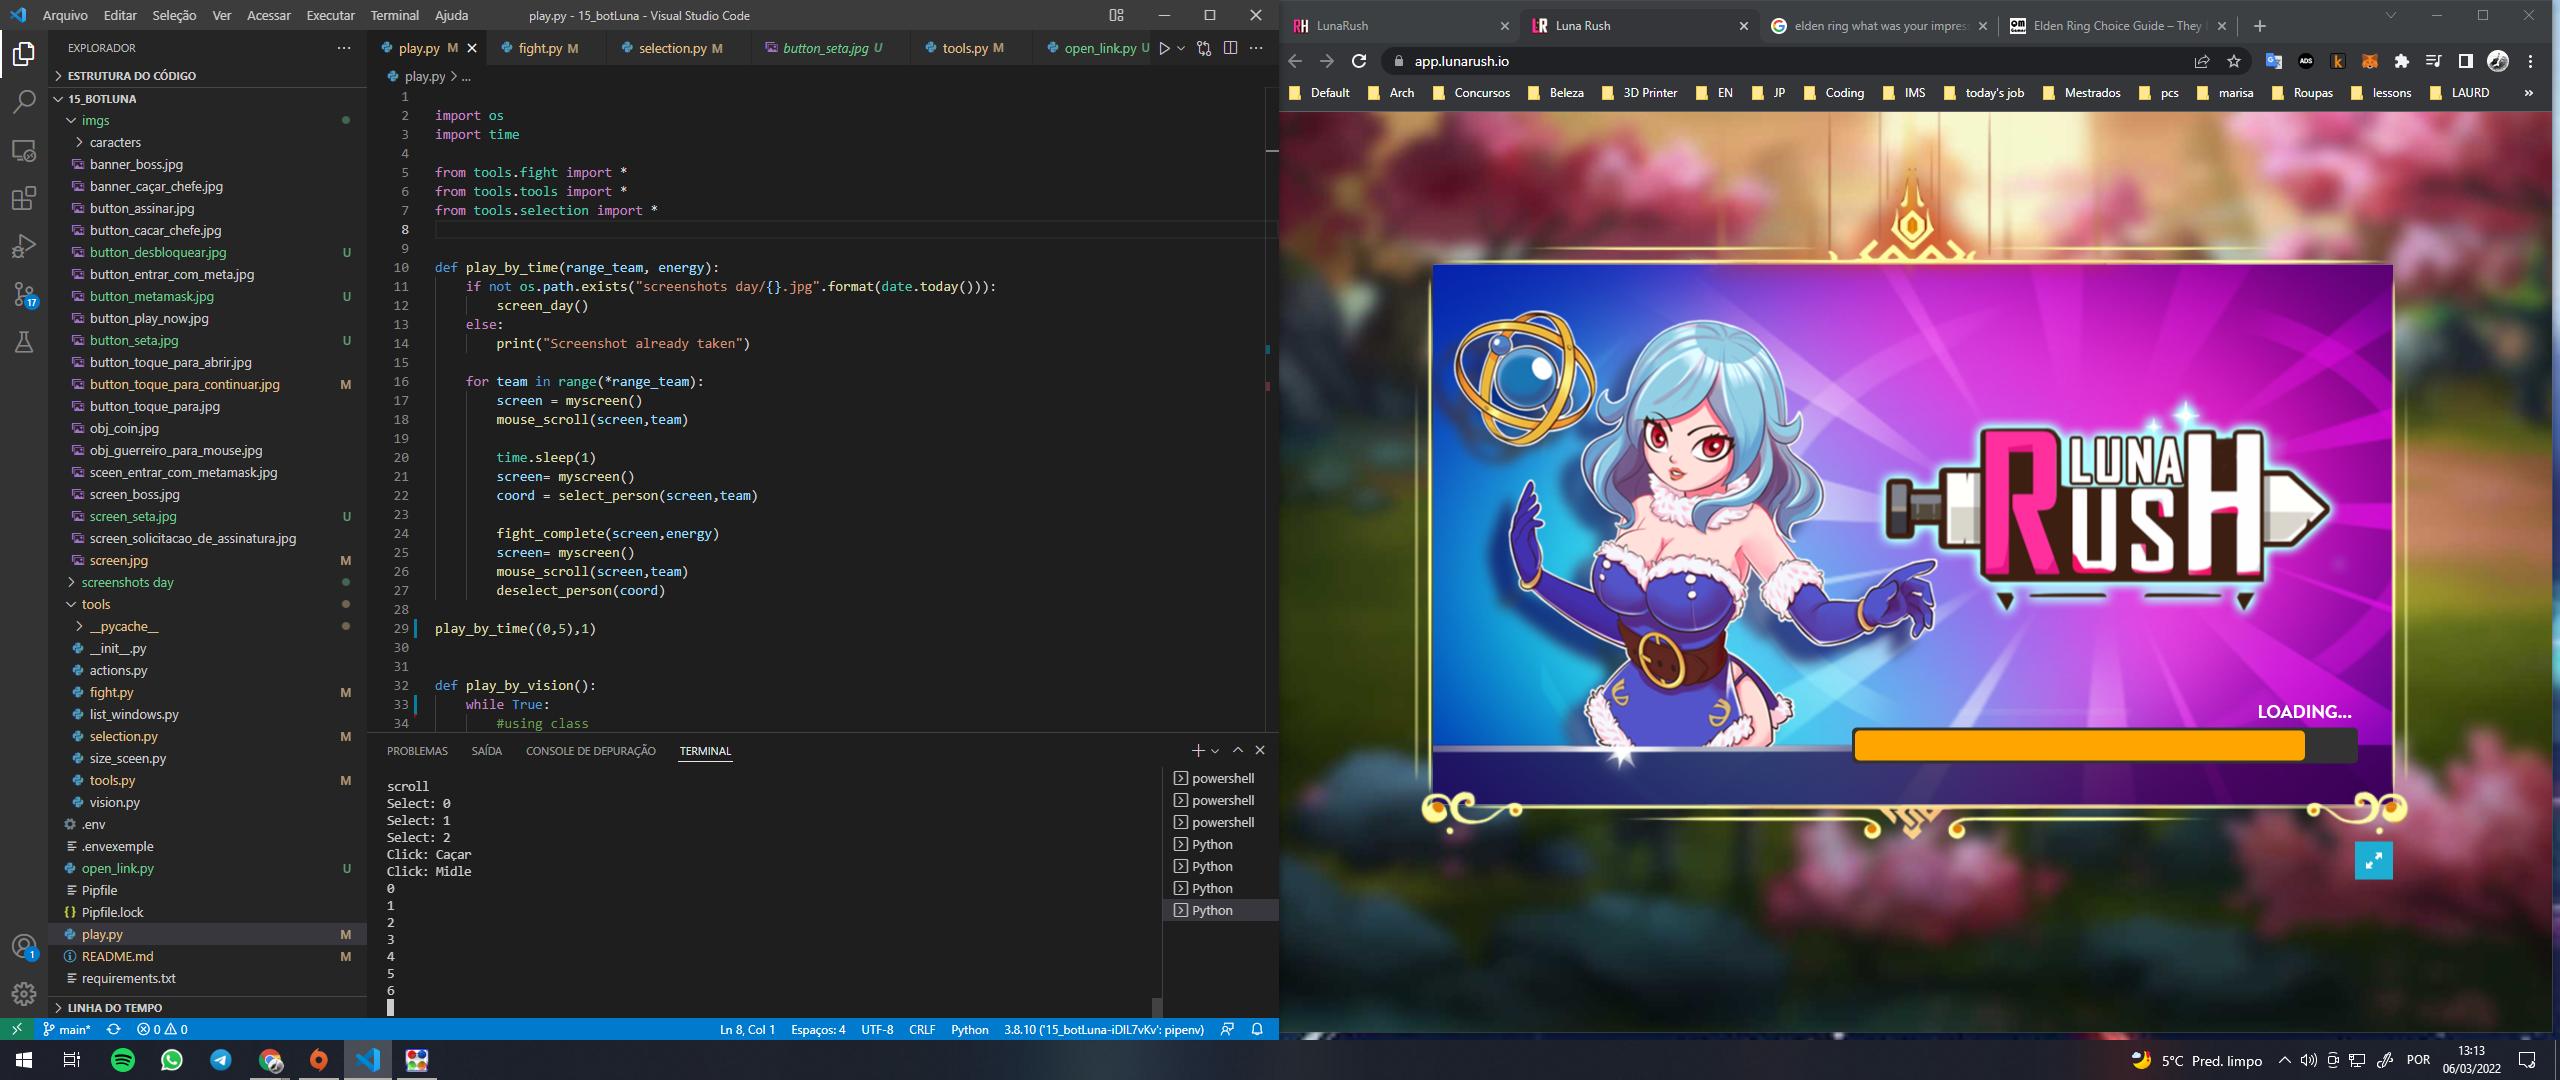 Arquivo Editar Seleção Ver Acessar Executar Terminal Ajuda
play.py - 15_botLuna - Visual Studio Code
EXPLORADOR
ESTRUTURA DO CÓDIGO
15_BOTLUNA
imgs
caracters
banner_boss.jpg
banner_caçar_chefe.jpg
button_assinar.jpg
button_cacar_chefe.jpg
button_desbloquear.jpg U
button_entrar_com_meta.jpg
button_metamask.jpg U
button_play_now.jpg
button_seta.jpg U
button_toque_para_abrir.jpg
button_toque_para_continuar.jpg M
button_toque_para.jpg
obj_coin.jpg
obj_guerreiro_para_mouse.jpg
sceen_entrar_com_metamask.jpg
screen_boss.jpg
screen_seta.jpg U
screen_solicitacao_de_assinatura.jpg
screen.jpg M
screenshots day
tools
__pycache__
__init__.py
actions.py
fight.py M
list_windows.py
selection.py M
size_sceen.py
tools.py M
vision.py
.env
.envexemple
open_link.py U
Pipfile
Pipfile.lock
play.py M
README.md M
requirements.txt
LINHA DO TEMPO
17
1
play.py M
fight.py M
selection.py M
button_seta.jpg U
tools.py M
open_link.py U
play.py > ...
1
2 import os
3 import time
4
5 from tools.fight import *
6 from tools.tools import *
7 from tools.selection import *
8
9
10 def play_by_time(range_team, energy):
11 if not os.path.exists("screenshots day/{}.jpg".format(date.today())):
12 screen_day()
13 else:
14 print("Screenshot already taken")
15
16 for team in range(*range_team):
17 screen = myscreen()
18 mouse_scroll(screen,team)
19
20 time.sleep(1)
21 screen= myscreen()
22 coord = select_person(screen,team)
23
24 fight_complete(screen,energy)
25 screen= myscreen()
26 mouse_scroll(screen,team)
27 deselect_person(coord)
28
29 play_by_time((0,5),1)
30
31
32 def play_by_vision():
33 while True:
34 #using class
PROBLEMAS SAÍDA CONSOLE DE DEPURAÇÃO TERMINAL
scroll
Select: 0
Select: 1
Select: 2
Click: Caçar
Click: Midle
0
1
2
3
4
5
6
powershell
powershell
powershell
Python
Python
Python
Python
main* 0 0
Ln 8, Col 1 Espaços: 4 UTF-8 CRLF Python 3.8.10 ('15_botLuna-iDIL7vKv': pipenv)
LunaRush
Luna Rush
elden ring what was your impres
Elden Ring Choice Guide – They
app.lunarush.io
Default Arch Concursos Beleza 3D Printer EN JP Coding IMS today's job Mestrados pcs marisa Roupas lessons LAURD »
LUNA
RUSH
LOADING...
5°C Pred. limpo
POR
13:13
06/03/2022